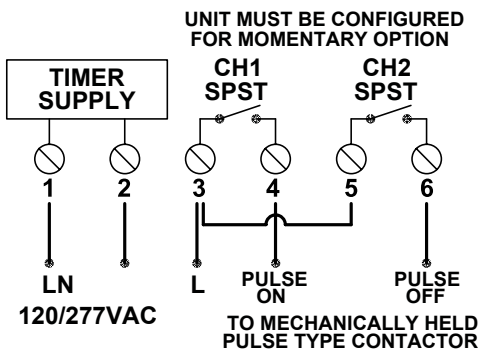 UNIT MUST BE CONFIGURED
FOR MOMENTARY OPTION
TIMER
SUPPLY
CH1
SPST
CH2
SPST
1 2 3 4 5 6
LN
120/277VAC
L
PULSE
ON
PULSE
OFF
TO MECHANICALLY HELD
PULSE TYPE CONTACTOR